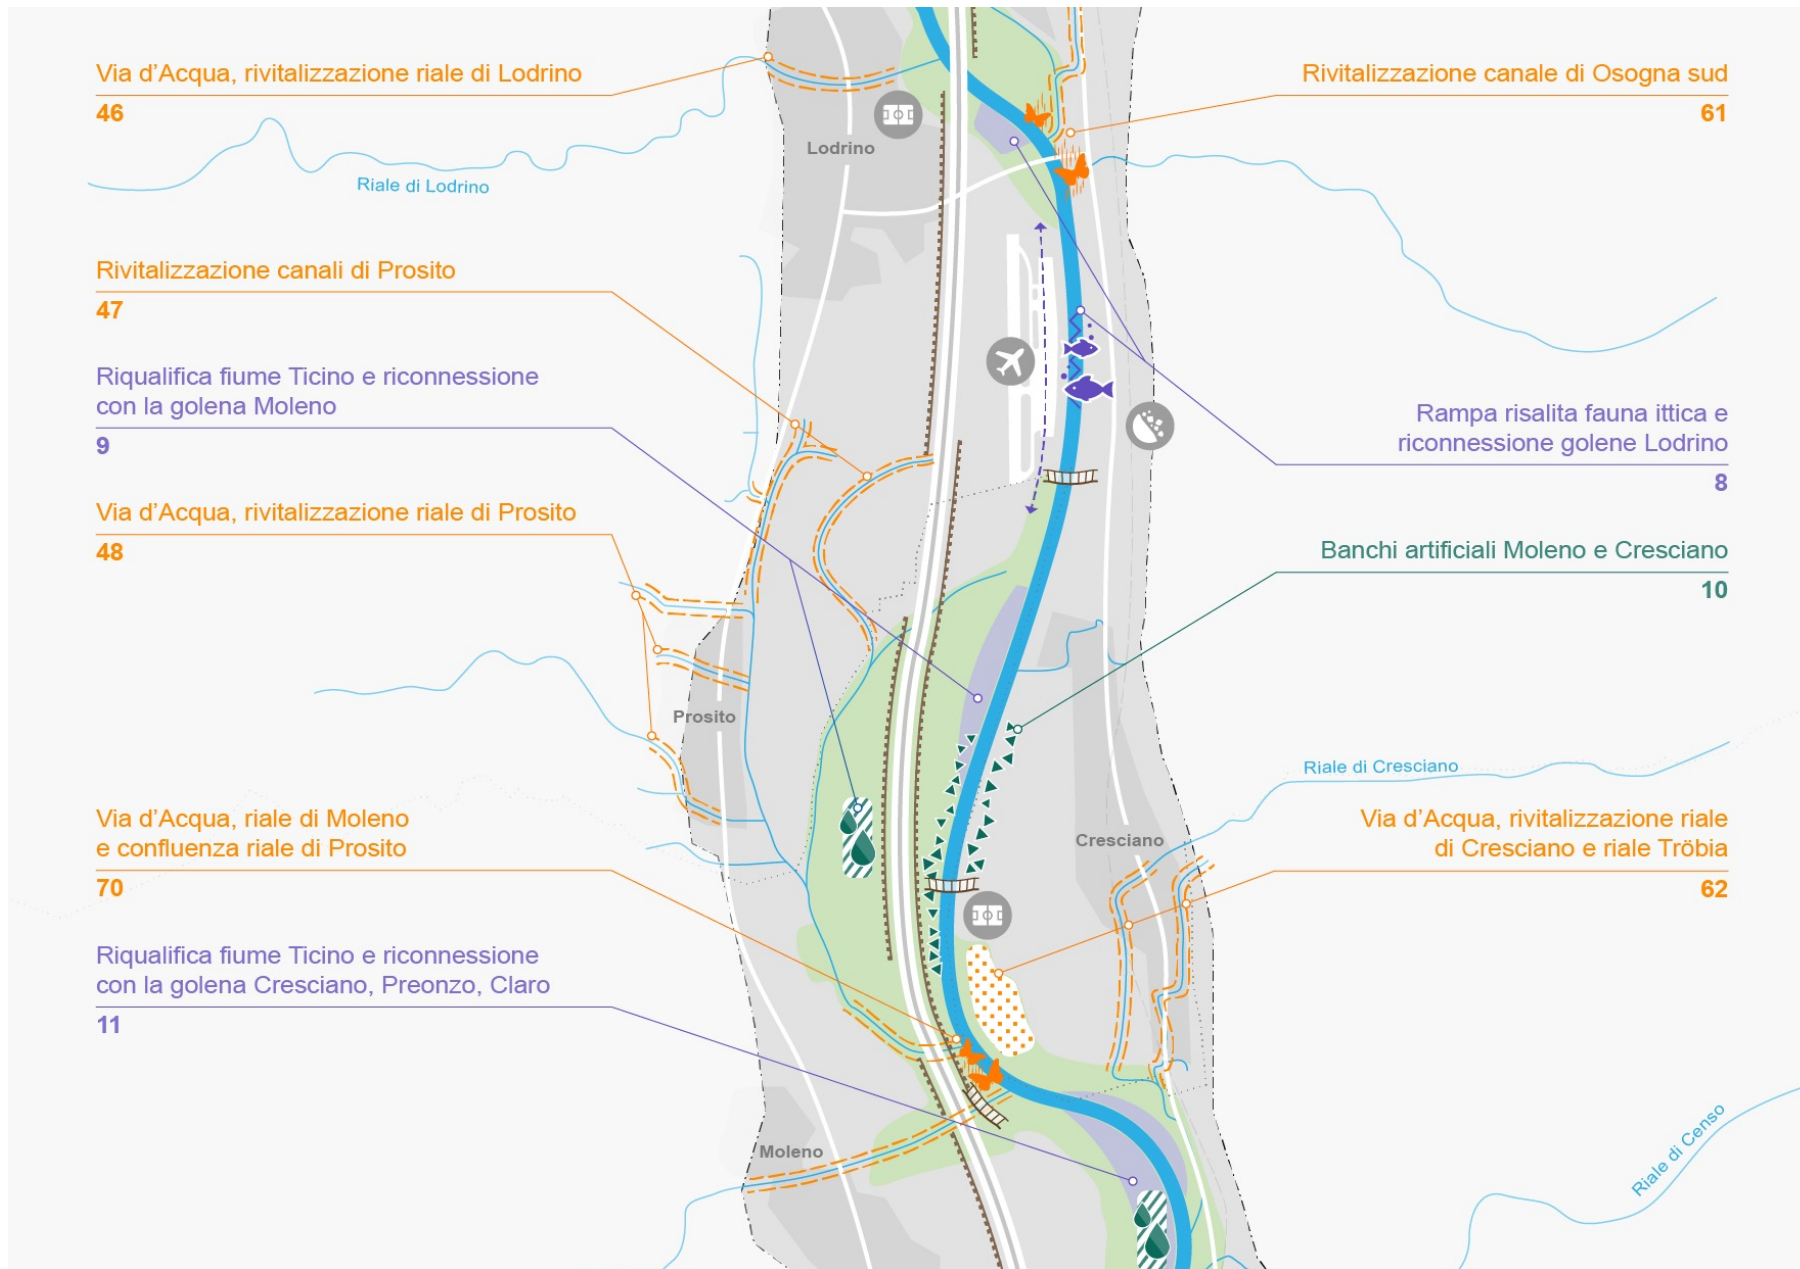 Via d’Acqua, rivitalizzazione riale di Lodrino
46
Riale di Lodrino
Rivitalizzazione canali di Prosito
47
Riqualifica fiume Ticino e riconnessione
con la golena Moleno
9
Via d’Acqua, rivitalizzazione riale di Prosito
48
Via d’Acqua, riale di Moleno
e confluenza riale di Prosito
70
Riqualifica fiume Ticino e riconnessione
con la golena Cresciano, Preonzo, Claro
11
Lodrino
Prosito
Moleno
Cresciano
Rivitalizzazione canale di Osogna sud
61
Rampa risalita fauna ittica e
riconnessione golene Lodrino
8
Banchi artificiali Moleno e Cresciano
10
Riale di Cresciano
Via d’Acqua, rivitalizzazione riale
di Cresciano e riale Tröbia
62
Riale di Censo